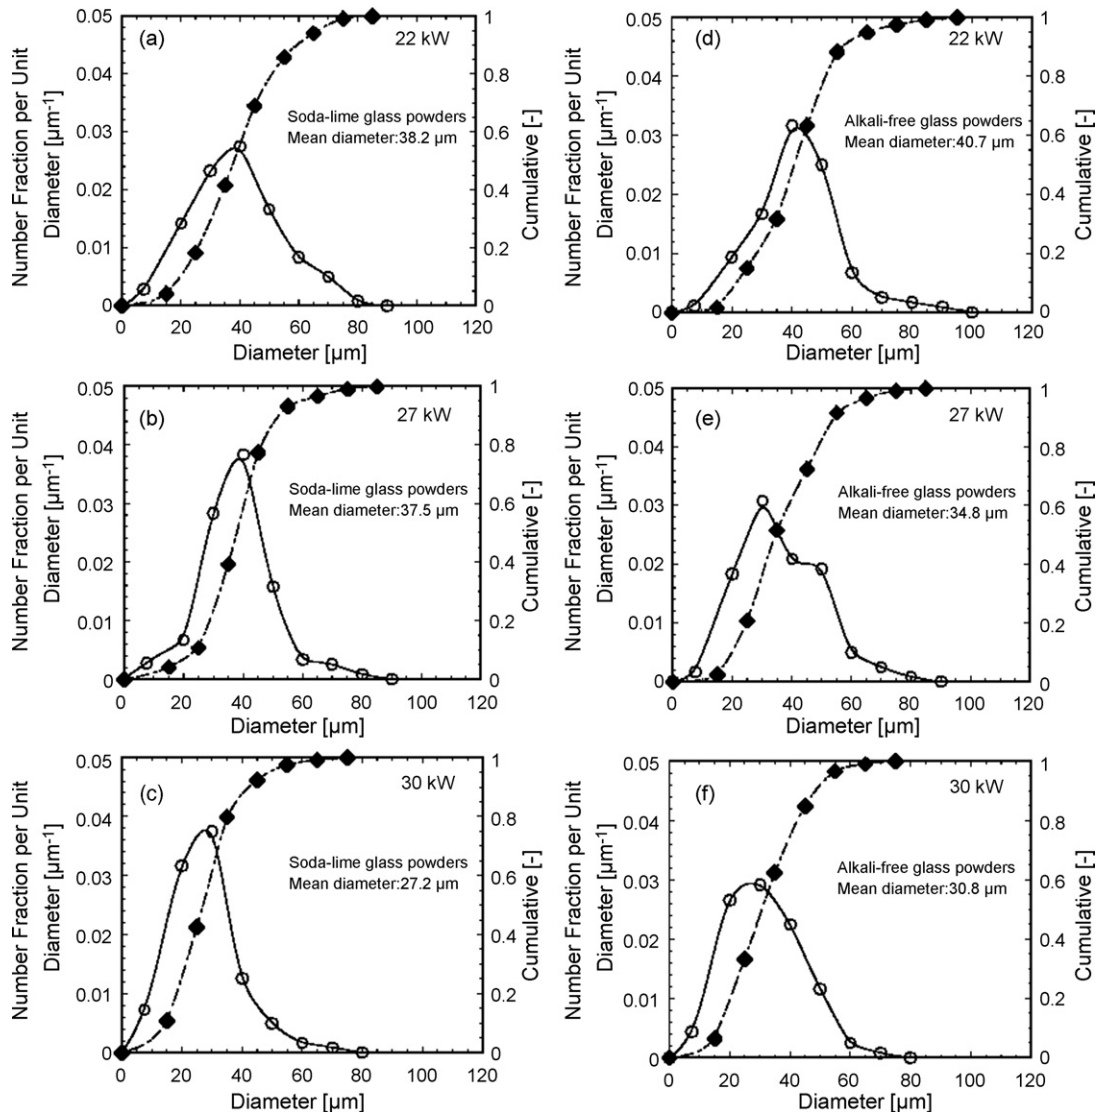 (a)
22 kW
Soda-lime glass powders
Mean diameter:38.2 µm
Number Fraction per Unit
Diameter [µm⁻¹]
0.05
0.04
0.03
0.02
0.01
0
1
0.8
0.6
0.4
0.2
0
Cumulative [-]
0 20 40 60 80 100 120
Diameter [µm]
(d)
22 kW
Alkali-free glass powders
Mean diameter:40.7 µm
Number Fraction per Unit
Diameter [µm⁻¹]
0.05
0.04
0.03
0.02
0.01
0
1
0.8
0.6
0.4
0.2
0
Cumulative [-]
0 20 40 60 80 100 120
Diameter [µm]
(b)
27 kW
Soda-lime glass powders
Mean diameter:37.5 µm
Number Fraction per Unit
Diameter [µm⁻¹]
0.05
0.04
0.03
0.02
0.01
0
1
0.8
0.6
0.4
0.2
0
Cumulative [-]
0 20 40 60 80 100 120
Diameter [µm]
(e)
27 kW
Alkali-free glass powders
Mean diameter:34.8 µm
Number Fraction per Unit
Diameter [µm⁻¹]
0.05
0.04
0.03
0.02
0.01
0
1
0.8
0.6
0.4
0.2
0
Cumulative [-]
0 20 40 60 80 100 120
Diameter [µm]
(c)
30 kW
Soda-lime glass powders
Mean diameter:27.2 µm
Number Fraction per Unit
Diameter [µm⁻¹]
0.05
0.04
0.03
0.02
0.01
0
1
0.8
0.6
0.4
0.2
0
Cumulative [-]
0 20 40 60 80 100 120
Diameter [µm]
(f)
30 kW
Alkali-free glass powders
Mean diameter:30.8 µm
Number Fraction per Unit
Diameter [µm⁻¹]
0.05
0.04
0.03
0.02
0.01
0
1
0.8
0.6
0.4
0.2
0
Cumulative [-]
0 20 40 60 80 100 120
Diameter [µm]